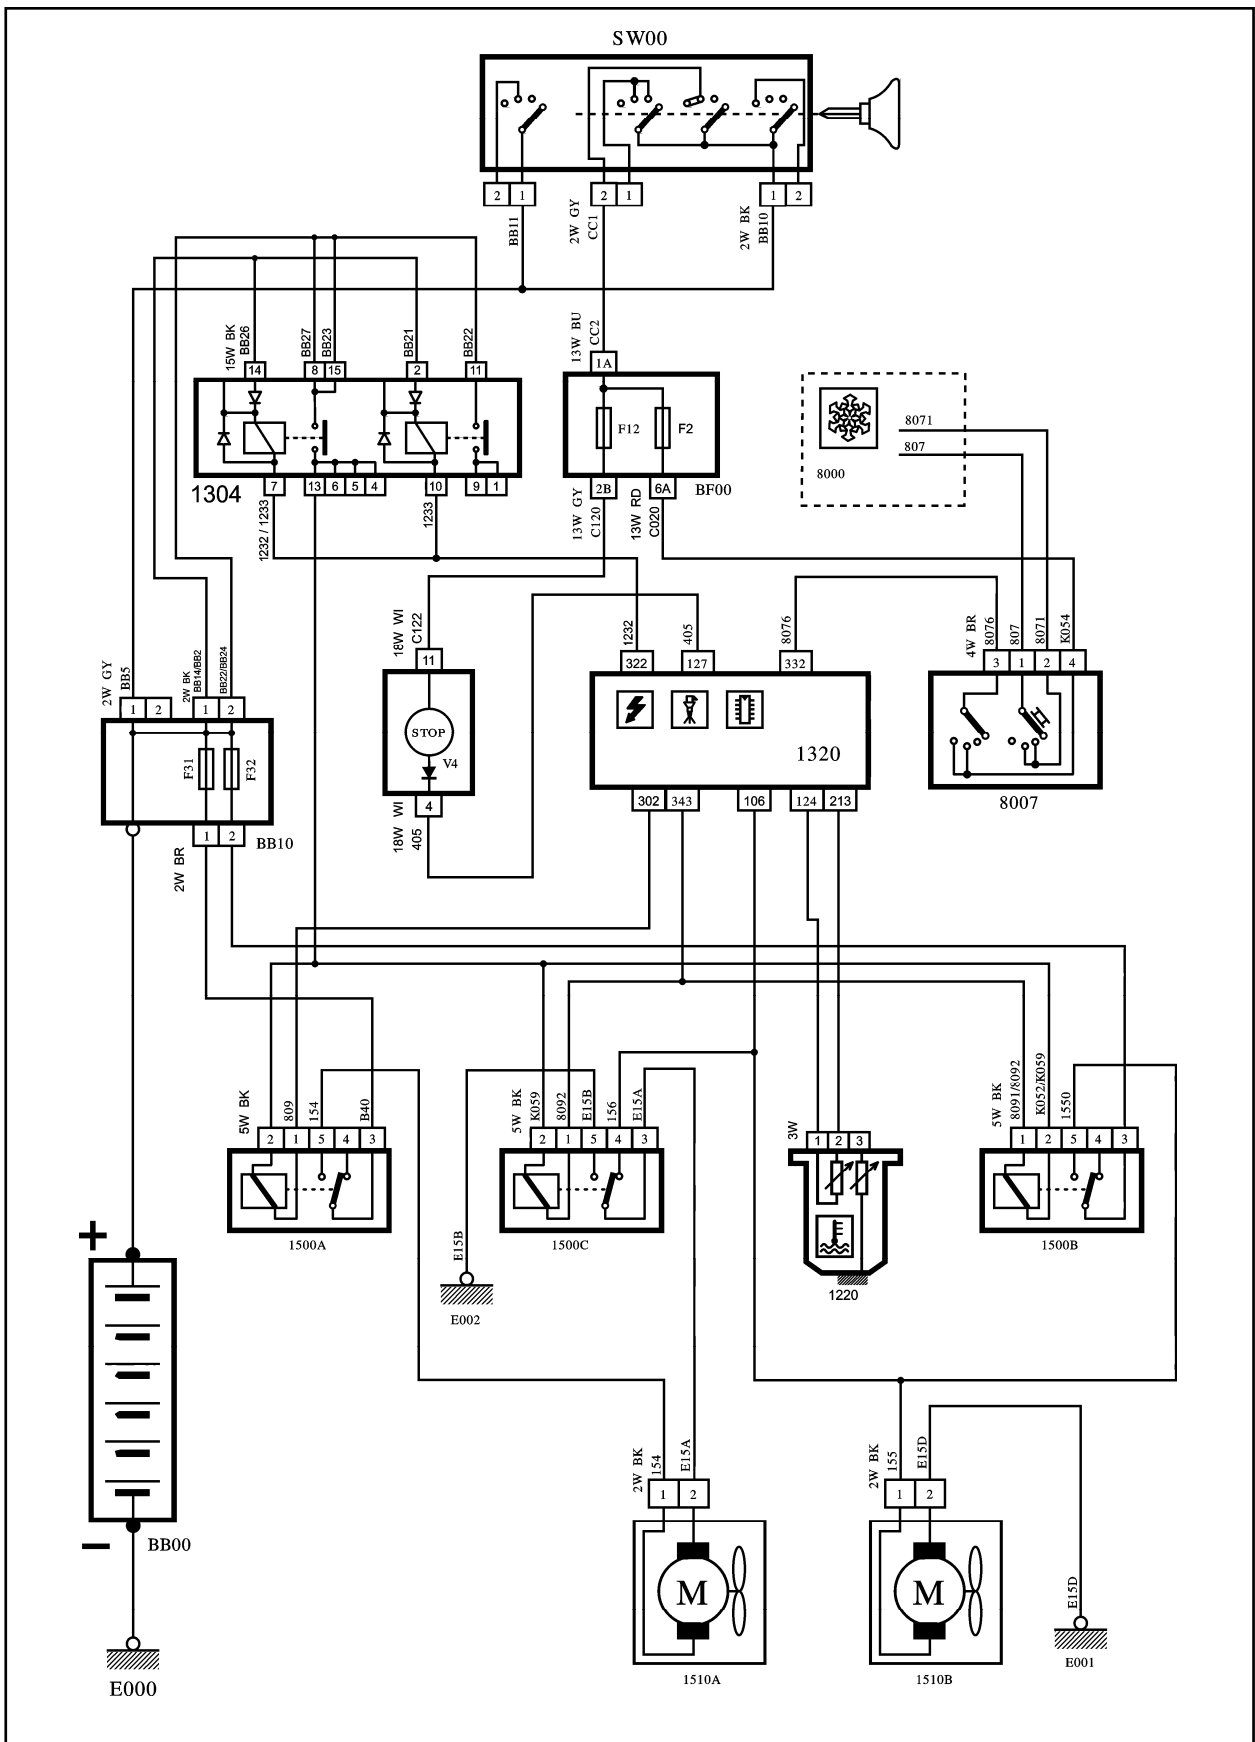 SW00
2 1 2 1 1 2
BB11
2W GY
CC1
2W BK
BB10
15W BK
BB26
BB27
BB23
BB21
BB22
13W BU
CC2
14 8 15 2 11
1A
F12 F2
8071
807
8000
1304
7 13 6 5 4 10 9 1
2B 6A BF00
1232 / 1233
1233
13W GY
C120
13W RD
C020
2W GY
BB5
2W BK
BB14/BB2
BB22/BB24
18W WI
C122
1232
405
8076
4W BR
8076
807
8071
K054
1 2 1 2
11
322 127 332
3 1 2 4
F31
F32
STOP
V4
1320
8007
1 2 BB10
2W BR
4
18W WI
405
302 343 106 124 213
5W BK
809
154
B40
5W BK
K059
8092
E15B
156
E15A
3W
5W BK
8091/8092
K052/K059
1550
2 1 5 4 3
2 1 5 4 3
1 2 3
1 2 5 4 3
1500A
1500C
1220
1500B
E15B
E002
+
−
BB00
E000
2W BK
154
E15A
2W BK
155
E15D
1 2
1 2
M
M
E15D
1510A
1510B
E001